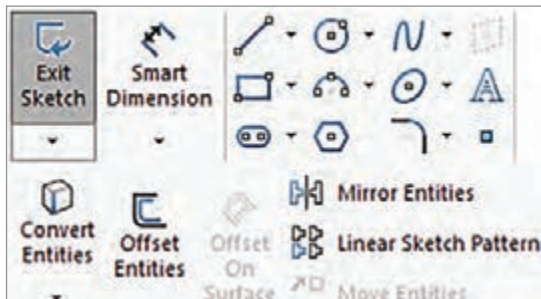 Exit
Sketch
Smart
Dimension
A
Convert
Entities
Offset
Entities
Offset
On
Surface
Mirror Entities
Linear Sketch Pattern
Move Entities